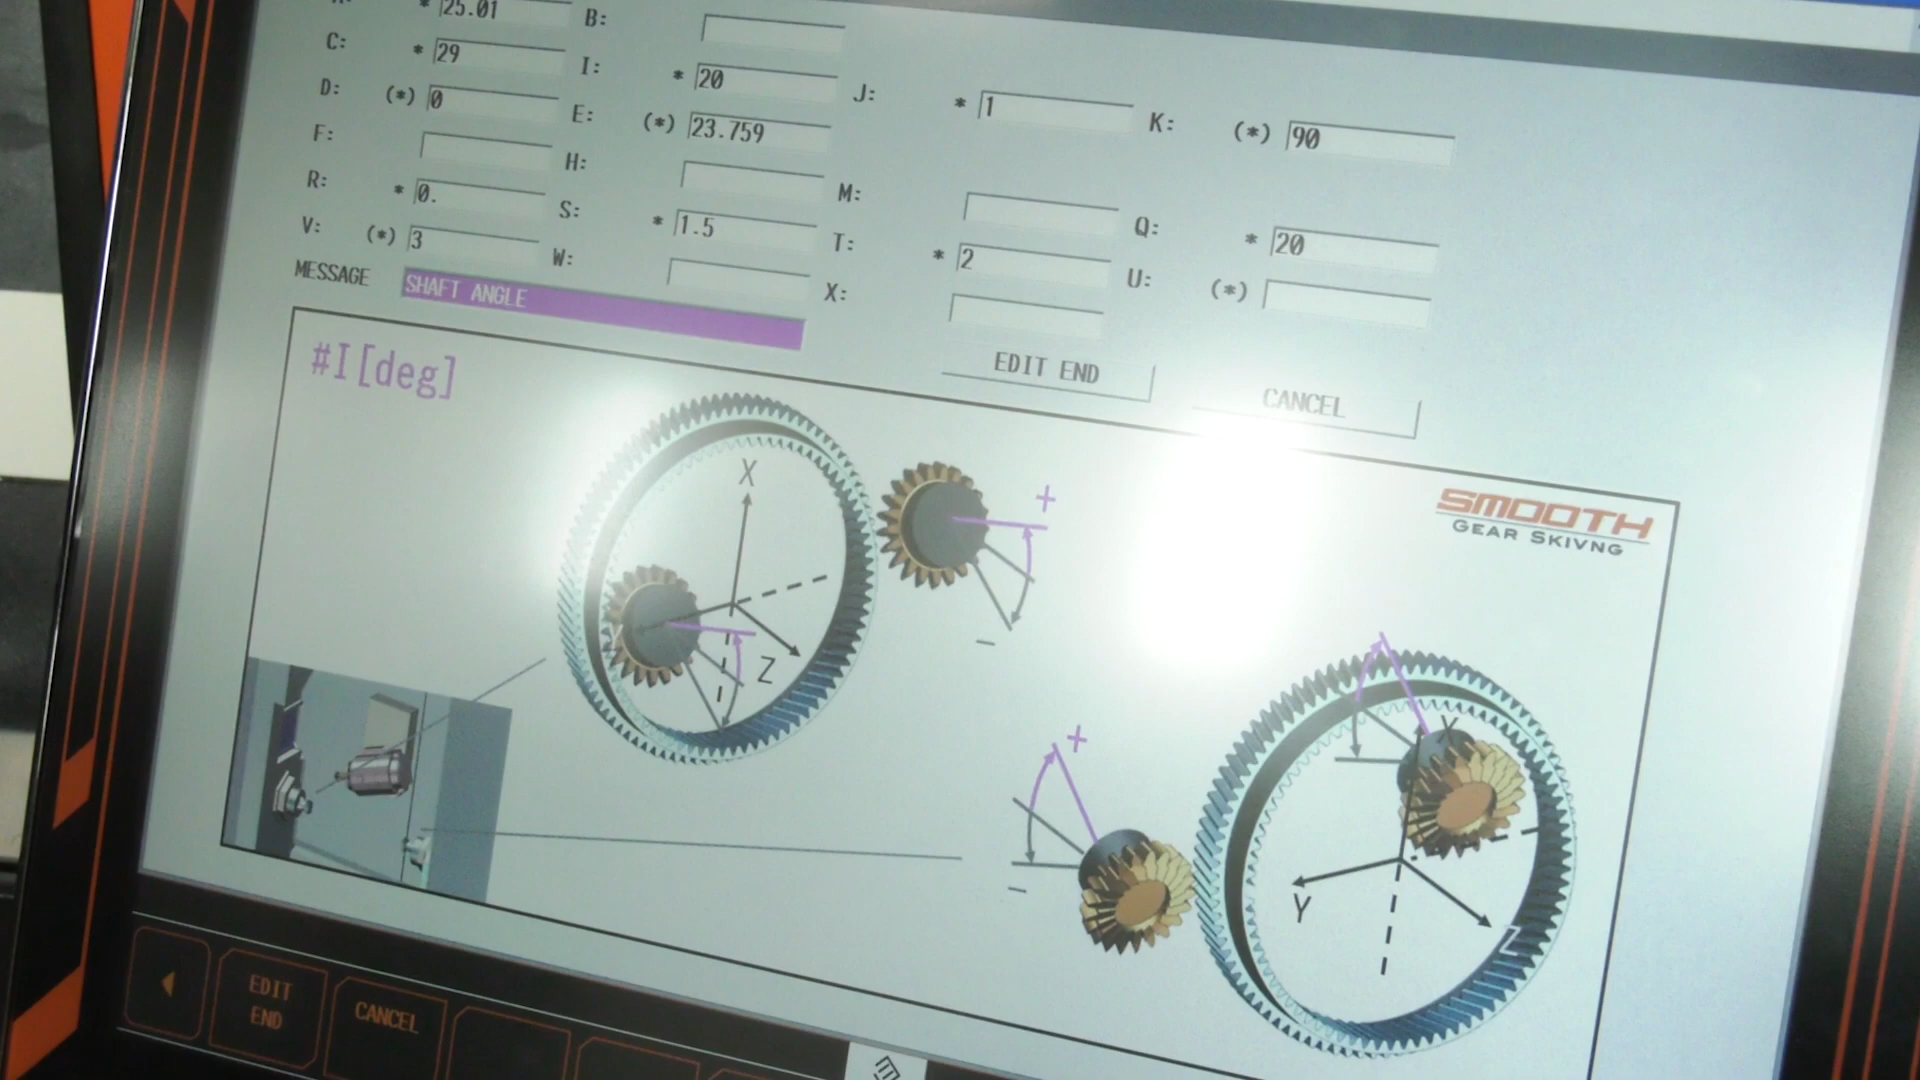 * 25.01 B:
C: * 29 I: * 20 J: * 1 K: (*) 90
D: (*) 0 E: (*) 23.759
F: H: M: Q: * 20
R: * 0. S: * 1.5 T: * 2 U: (*)
V: (*) 3 W: X:
MESSAGE SHAFT ANGLE
EDIT END
CANCEL
#I[deg]
SMOOTH
GEAR SKIVNG
X
+
Z
−
+
X
−
Y
Z
EDIT
END
CANCEL